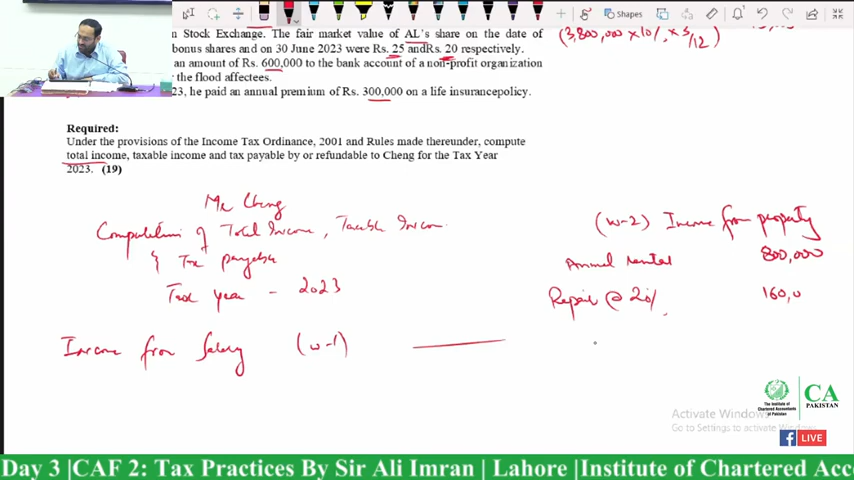 Shapes
n Stock Exchange. The fair market value of AL's share on the date of
bonus shares and on 30 June 2023 were Rs. 25 andRs. 20 respectively.
an amount of Rs. 600,000 to the bank account of a non-profit organization
r the flood affectees.
23, he paid an annual premium of Rs. 300,000 on a life insurancepolicy.
(3,800,000 x 10% x 3/12)
Required:
Under the provisions of the Income Tax Ordinance, 2001 and Rules made thereunder, compute
total income, taxable income and tax payable by or refundable to Cheng for the Tax Year
2023. (19)
Mr Cheng
Computation of Total Income, Taxable Income
& Tax payable
Tax year - 2023
Income from Salary (W-1)
(W-2) Income from property
Annual rental 800,000
Repair @ 20% 160,0
Activate Windows
Go to Settings to activate Windows.
The Institute of
Chartered Accountants
of Pakistan
CA
PAKISTAN
LIVE
Day 3 |CAF 2: Tax Practices By Sir Ali Imran | Lahore |Institute of Chartered Acc